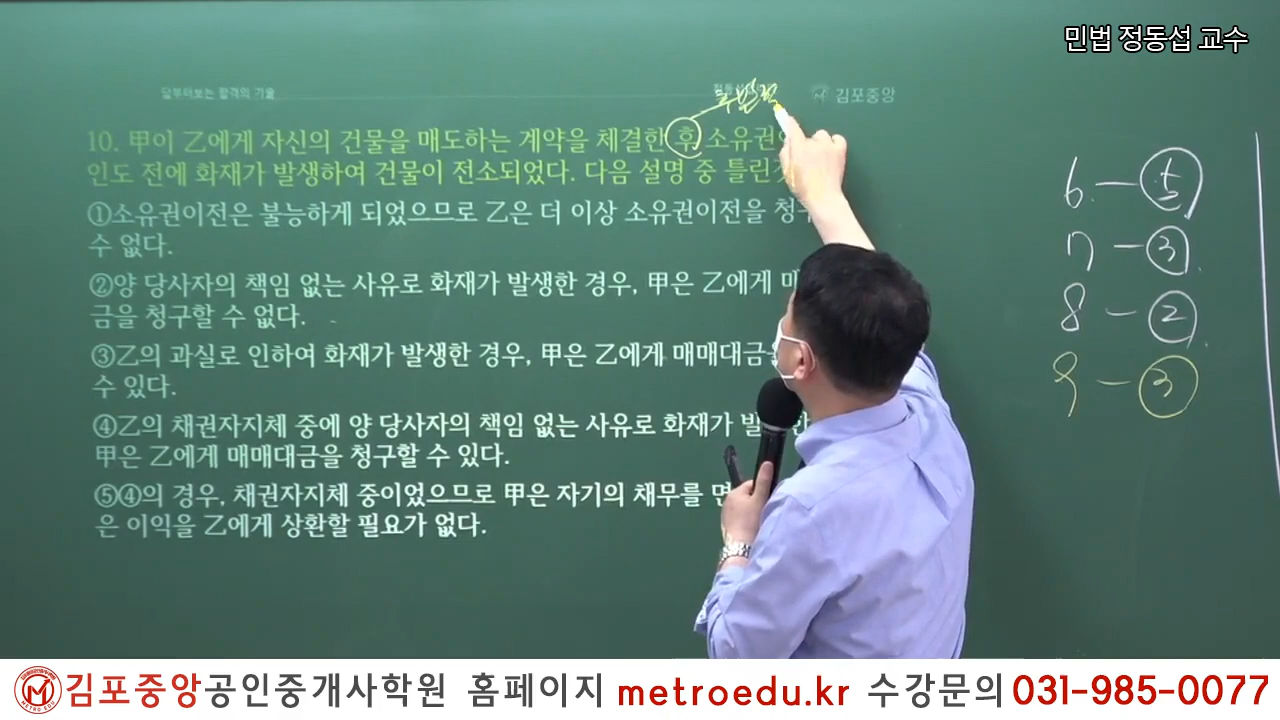 민법 정동섭 교수
김포중앙
10. 甲이 乙에게 자신의 건물을 매도하는 계약을 체결한 후, 소유권
인도 전에 화재가 발생하여 건물이 전소되었다. 다음 설명 중 틀린
①소유권이전은 불능하게 되었으므로 乙은 더 이상 소유권이전을 청구
수 없다.
②양 당사자의 책임 없는 사유로 화재가 발생한 경우, 甲은 乙에게 매
금을 청구할 수 없다.
③乙의 과실로 인하여 화재가 발생한 경우, 甲은 乙에게 매매대금
수 있다.
④乙의 채권자지체 중에 양 당사자의 책임 없는 사유로 화재가 발
甲은 乙에게 매매대금을 청구할 수 있다.
⑤④의 경우, 채권자지체 중이었으므로 甲은 자기의 채무를 면
은 이익을 乙에게 상환할 필요가 없다.
6 – ⑤
7 – ③
8 – ②
9 – ③
김포중앙공인중개사학원 홈페이지 metroedu.kr 수강문의 031-985-0077